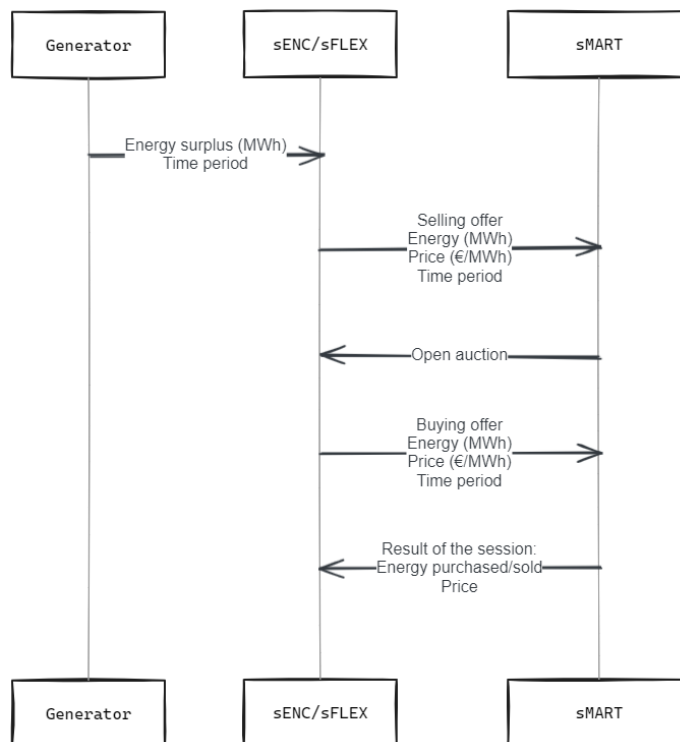 Generator
sENC/sFLEX
sMART
Energy surplus (MWh)
Time period
Selling offer
Energy (MWh)
Price (€/MWh)
Time period
Open auction
Buying offer
Energy (MWh)
Price (€/MWh)
Time period
Result of the session:
Energy purchased/sold
Price
Generator
sENC/sFLEX
sMART